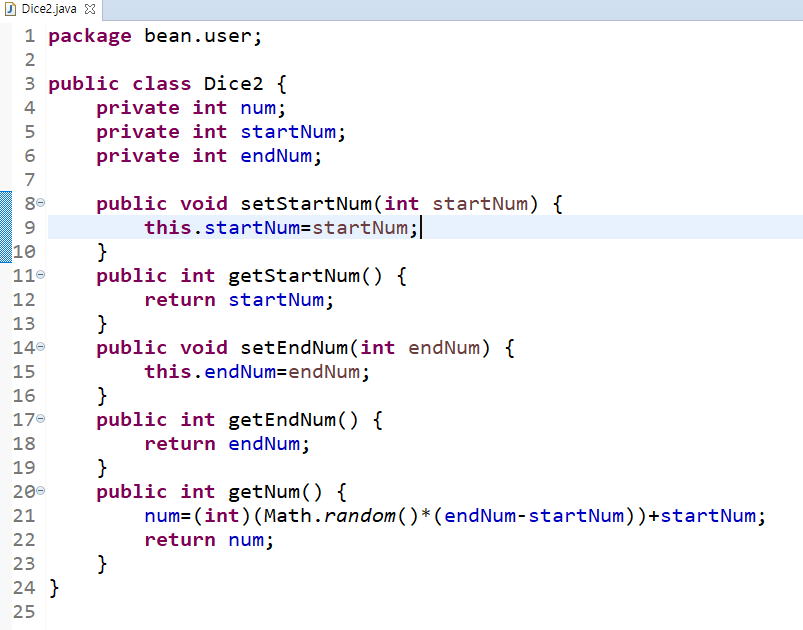 Dice2.java
1 package bean.user;
2
3 public class Dice2 {
4     private int num;
5     private int startNum;
6     private int endNum;
7
8     public void setStartNum(int startNum) {
9         this.startNum=startNum;
10     }
11     public int getStartNum() {
12         return startNum;
13     }
14     public void setEndNum(int endNum) {
15         this.endNum=endNum;
16     }
17     public int getEndNum() {
18         return endNum;
19     }
20     public int getNum() {
21         num=(int)(Math.random()*(endNum-startNum))+startNum;
22         return num;
23     }
24 }
25